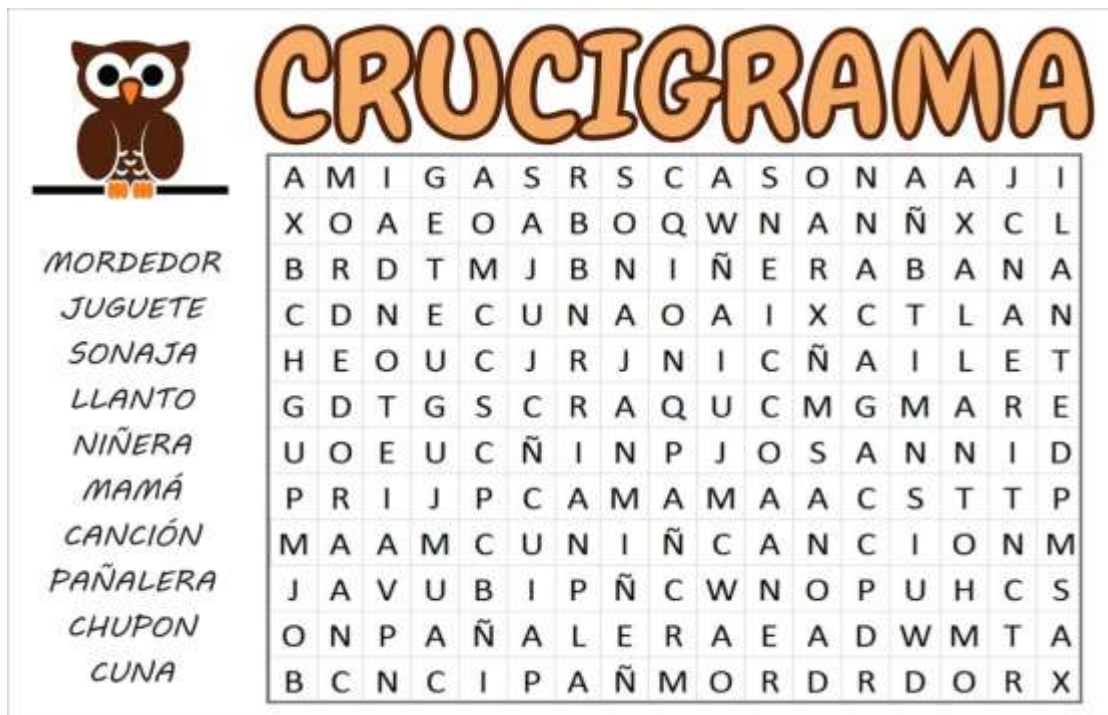 CRUCIGRAMA
MORDEDOR
JUGUETE
SONAJA
LLANTO
NIÑERA
MAMÁ
CANCIÓN
PAÑALERA
CHUPON
CUNA
A M I G A S R S C A S O N A A J I
X O A E O A B O Q W N A N Ñ X C L
B R D T M J B N I Ñ E R A B A N A
C D N E C U N A O A I X C T L A N
H E O U C J R J N I C Ñ A I L E T
G D T G S C R A Q U C M G M A R E
U O E U C Ñ I N P J O S A N N I D
P R I J P C A M A M A A C S T T P
M A A M C U N I Ñ C A N C I O N M
J A V U B I P Ñ C W N O P U H C S
O N P A Ñ A L E R A E A D W M T A
B C N C I P A Ñ M O R D R D O R X